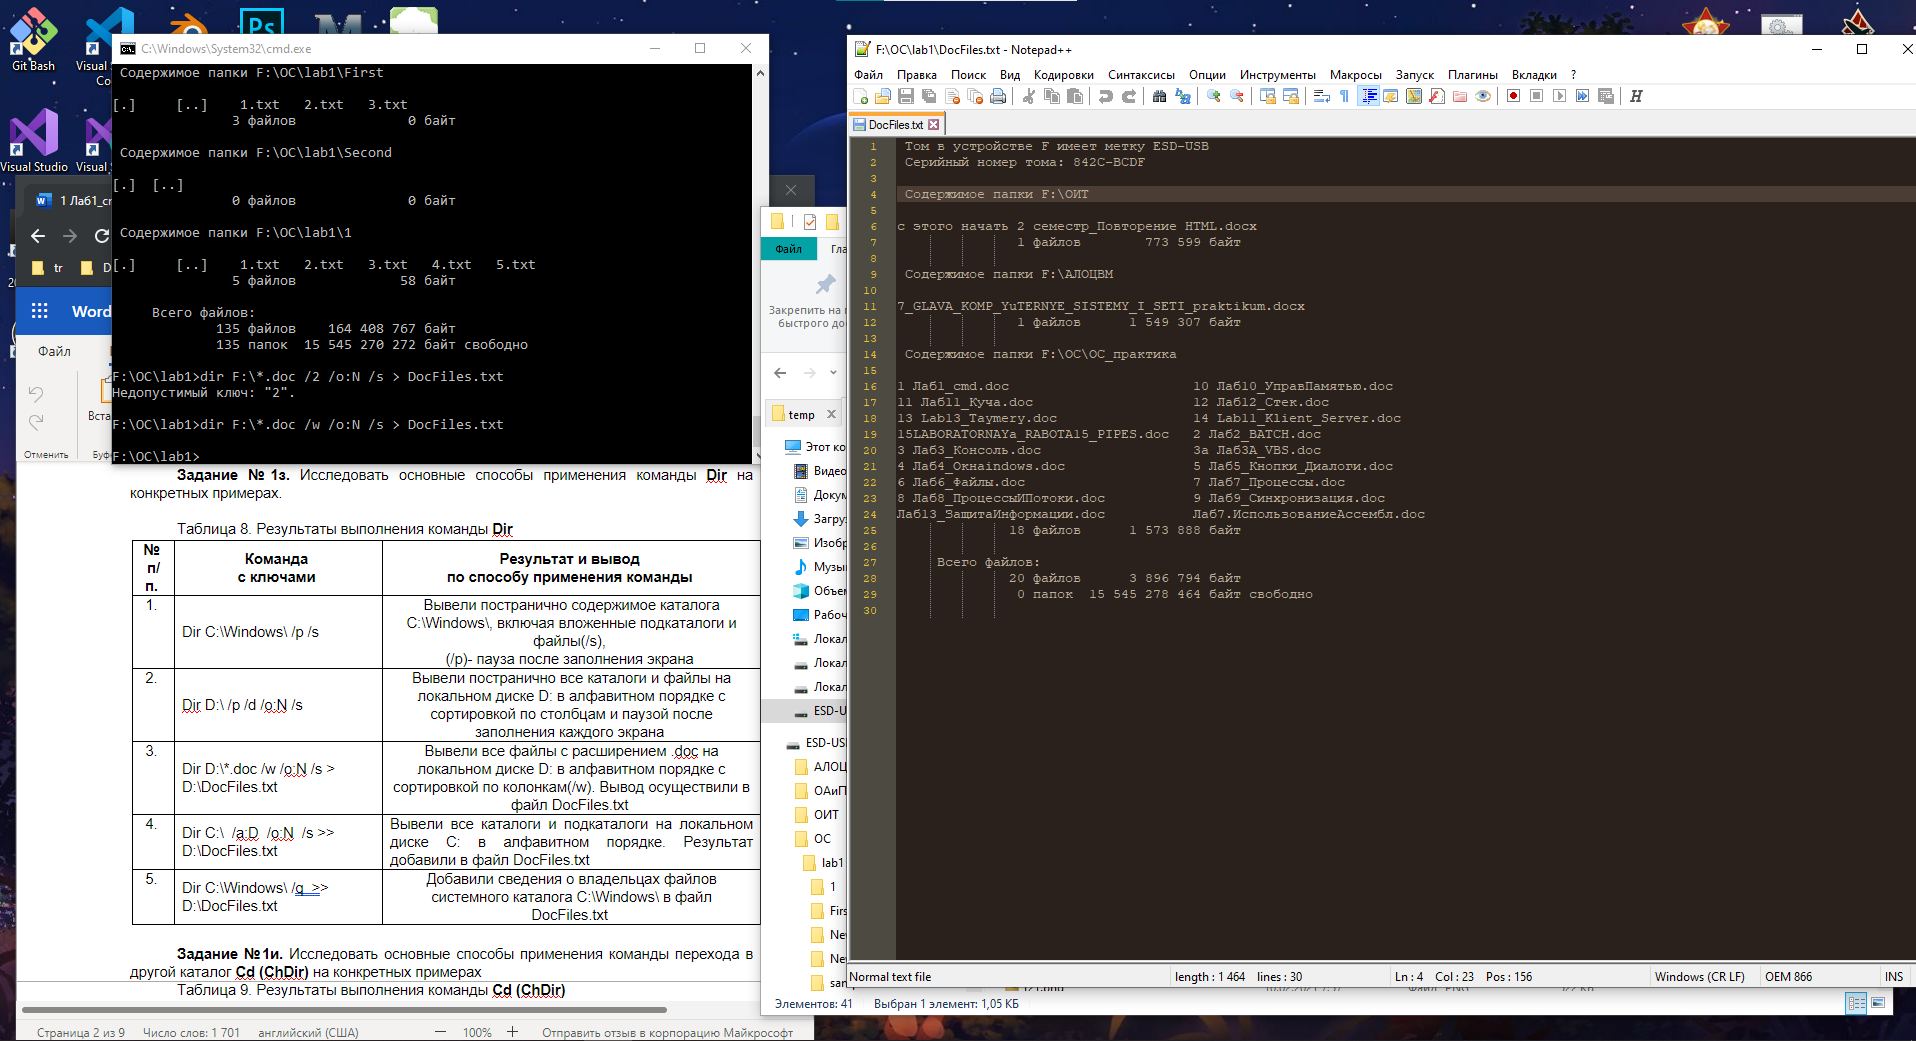 Git Bash
Visual Studio
C:\Windows\System32\cmd.exe
Содержимое папки F:\OC\lab1\First
[.]     [..]    1.txt   2.txt   3.txt
3 файлов              0 байт
Содержимое папки F:\OC\lab1\Second
[.]  [..]
0 файлов              0 байт
Содержимое папки F:\OC\lab1\1
[.]     [..]    1.txt   2.txt   3.txt   4.txt   5.txt
5 файлов             58 байт
Всего файлов:
135 файлов    164 408 767 байт
135 папок  15 545 270 272 байт свободно
F:\OC\lab1>dir F:\*.doc /2 /o:N /s > DocFiles.txt
Недопустимый ключ: "2".
F:\OC\lab1>dir F:\*.doc /w /o:N /s > DocFiles.txt
F:\OC\lab1>
1 Лаб1_cm
tr
D
Word
Файл
Вста
Отменить
Буфе
Задание № 1з. Исследовать основные способы применения команды Dir на
конкретных примерах.
Таблица 8. Результаты выполнения команды Dir
№ п/п.
Команда с ключами
Результат и вывод по способу применения команды
1.
Dir C:\Windows\ /p /s
Вывели постранично содержимое каталога
C:\Windows\, включая вложенные подкаталоги и
файлы(/s),
(/p)- пауза после заполнения экрана
2.
Dir D:\ /p /d /o:N /s
Вывели постранично все каталоги и файлы на
локальном диске D: в алфавитном порядке с
сортировкой по столбцам и паузой после
заполнения каждого экрана
3.
Dir D:\*.doc /w /o:N /s >
D:\DocFiles.txt
Вывели все файлы с расширением .doc на
локальном диске D: в алфавитном порядке с
сортировкой по колонкам(/w). Вывод осуществили в
файл DocFiles.txt
4.
Dir C:\  /a:D  /o:N  /s >>
D:\DocFiles.txt
Вывели все каталоги и подкаталоги на локальном
диске C: в алфавитном порядке. Результат
добавили в файл DocFiles.txt
5.
Dir C:\Windows\ /q  >>
D:\DocFiles.txt
Добавили сведения о владельцах файлов
системного каталога C:\Windows\ в файл
DocFiles.txt
Задание №1и. Исследовать основные способы применения команды перехода в
другой каталог Cd (ChDir) на конкретных примерах
Таблица 9. Результаты выполнения команды Cd (ChDir)
Страница 2 из 9   Число слов: 1 701   английский (США)   100%   Отправить отзыв в корпорацию Майкрософт
Файл   Гла
Закрепить на
быстрого до
temp
Этот ко
Видео
Докум
Загру
Изобр
Музы
Объем
Рабоч
Локал
Локал
Локал
ESD-U
ESD-USI
АЛОЦ
ОАиП
ОИТ
ОС
lab1
1
Firs
Ne
Ne
san
Элементов: 41   Выбран 1 элемент: 1,05 КБ
F:\OC\lab1\DocFiles.txt - Notepad++
Файл   Правка   Поиск   Вид   Кодировки   Синтаксисы   Опции   Инструменты   Макросы   Запуск   Плагины   Вкладки   ?
DocFiles.txt
1 Том в устройстве F имеет метку ESD-USB
2 Серийный номер тома: 842C-BCDF
3
4 Содержимое папки F:\ОИТ
5
6 с этого начать 2 семестр_Повторение HTML.docx
7 1 файлов        773 599 байт
8
9 Содержимое папки F:\АЛОЦВМ
10
11 7_GLAVA_KOMP_YuTERNYE_SISTEMY_I_SETI_praktikum.docx
12 1 файлов      1 549 307 байт
13
14 Содержимое папки F:\OC\ОС_практика
15
16 1 Лаб1_cmd.doc   10 Лаб10_УправПамятью.doc
17 11 Лаб11_Куча.doc   12 Лаб12_Стек.doc
18 13 Lab13_Taymery.doc   14 Lab11_Klient_Server.doc
19 15LABORATORNAYa_RABOTA15_PIPES.doc   2 Лаб2_BATCH.doc
20 3 Лаб3_Консоль.doc   3a Лаб3A_VBS.doc
21 4 Лаб4_Окнаindows.doc   5 Лаб5_Кнопки_Диалоги.doc
22 6 Лаб6_Файлы.doc   7 Лаб7_Процессы.doc
23 8 Лаб8_ПроцессыИПотоки.doc   9 Лаб9_Синхронизация.doc
24 Лаб13_ЗащитаИнформации.doc   Лаб7.ИспользованиеАссембл.doc
25 18 файлов      1 573 888 байт
26
27 Всего файлов:
28 20 файлов      3 896 794 байт
29 0 папок  15 545 278 464 байт свободно
30
Normal text file   length : 1 464   lines : 30   Ln : 4   Col : 23   Pos : 156   Windows (CR LF)   OEM 866   INS